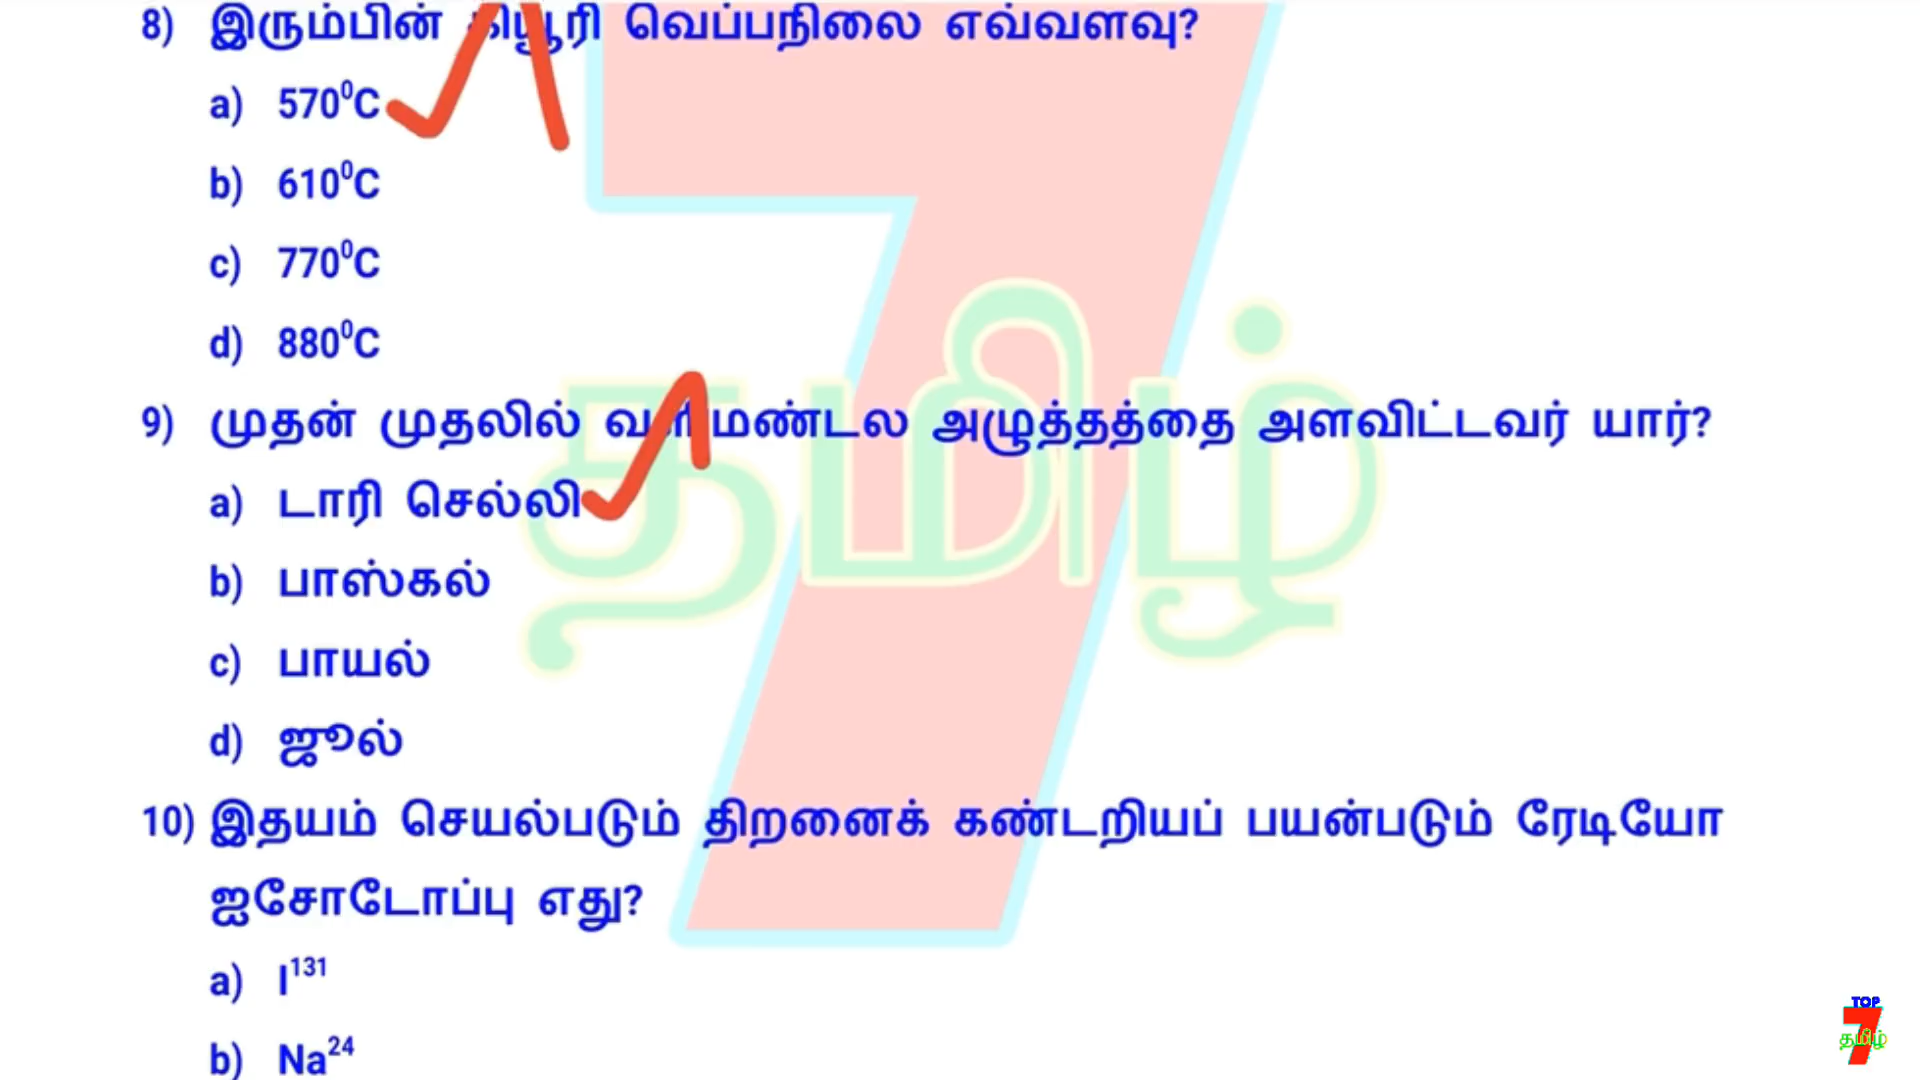 8) இரும்பின் கியூரி வெப்பநிலை எவ்வளவு?
a) 570⁰C
b) 610⁰C
c) 770⁰C
d) 880⁰C
9) முதன் முதலில் வளிமண்டல அழுத்தத்தை அளவிட்டவர் யார்?
a) டாரி செல்லி
b) பாஸ்கல்
c) பாயல்
d) ஜூல்
10) இதயம் செயல்படும் திறனைக் கண்டறியப் பயன்படும் ரேடியோ
ஐசோடோப்பு எது?
a) I¹³¹
b) Na²⁴
7
தமிழ்
TOP
7
தமிழ்